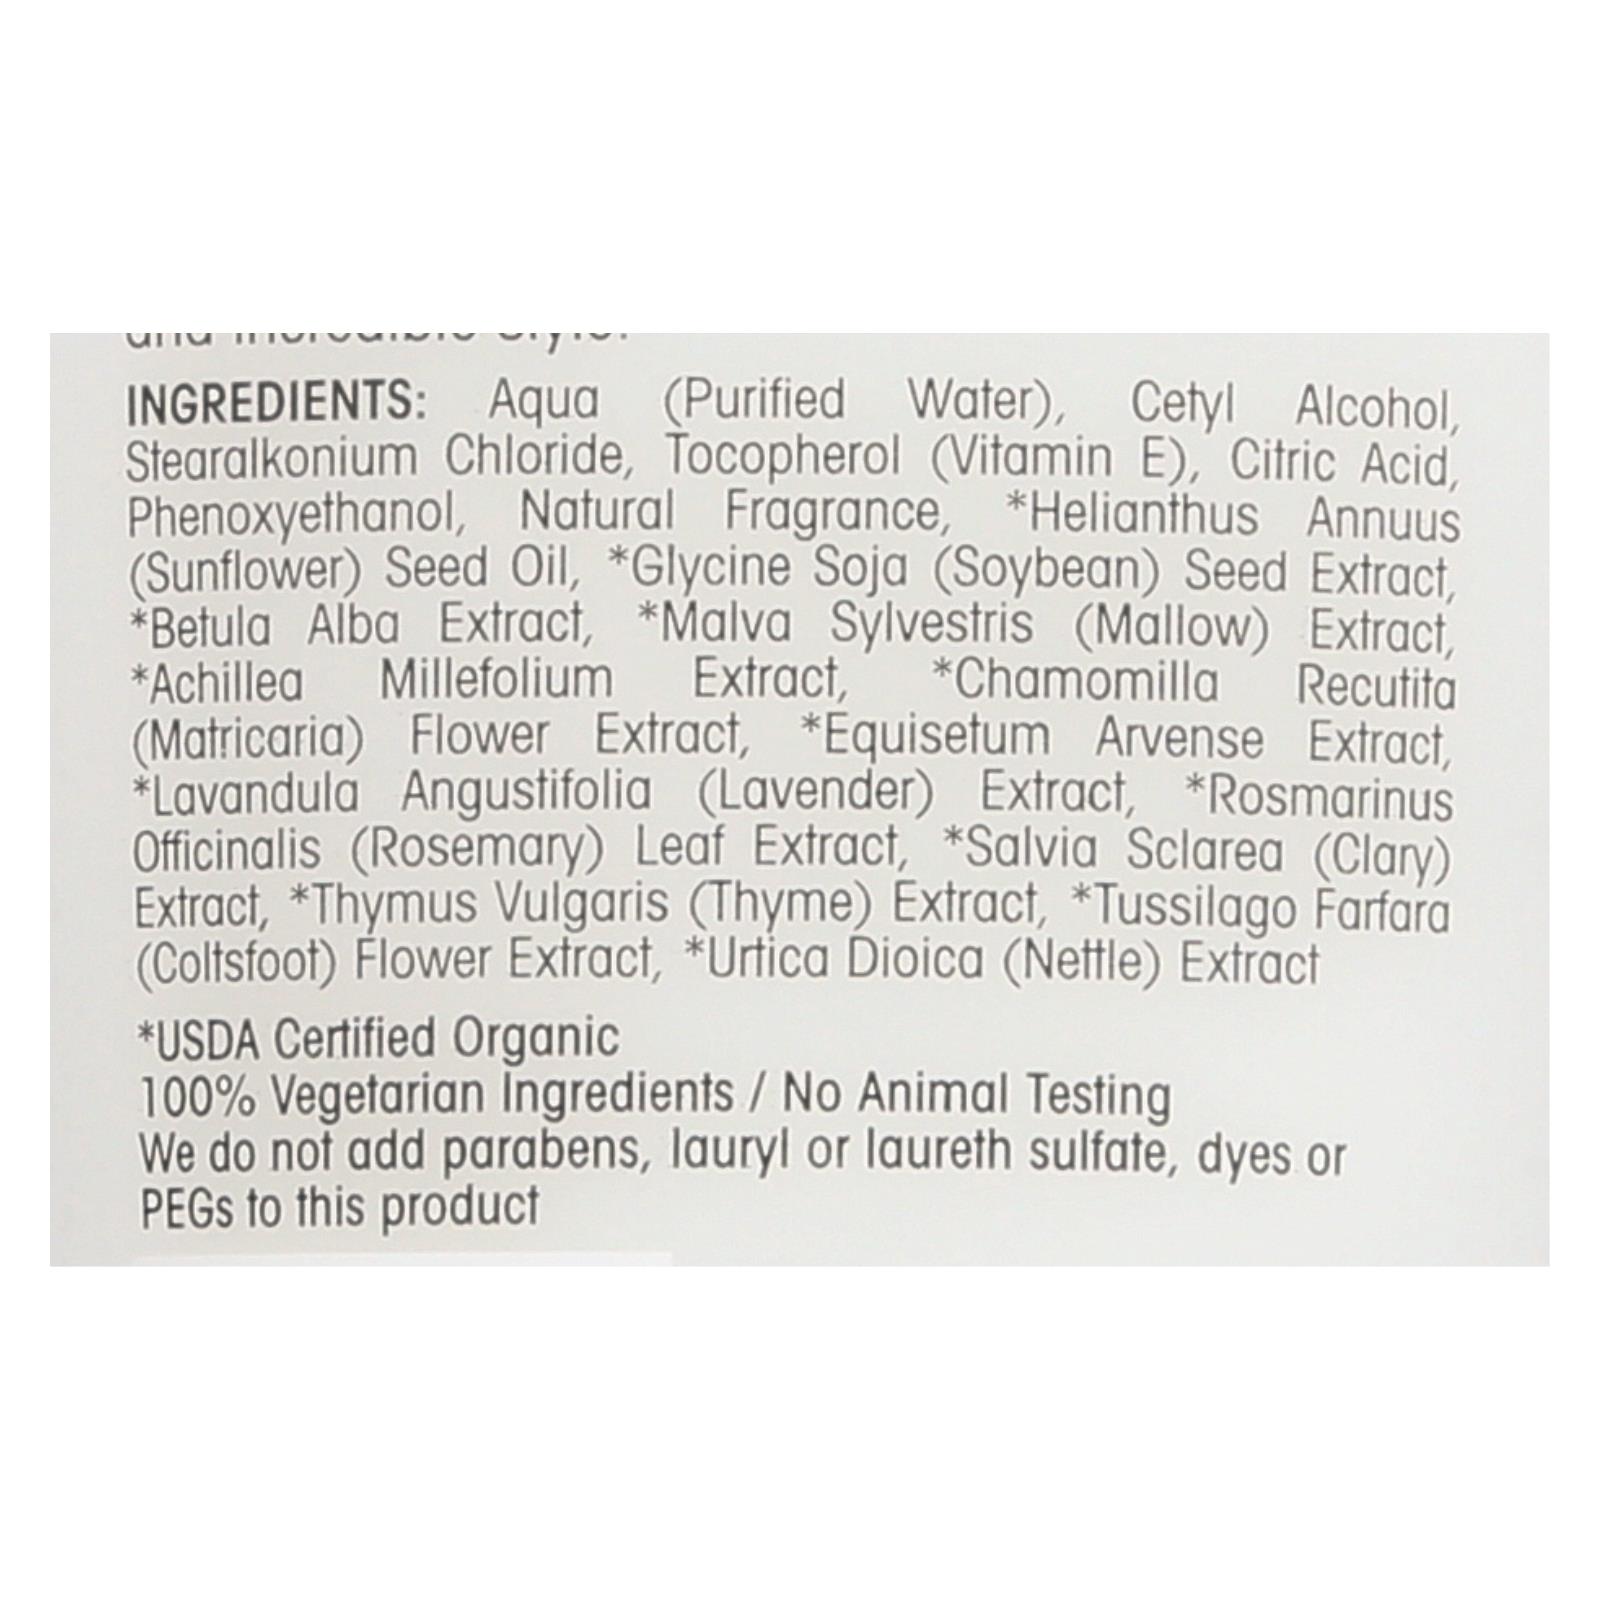 and incredible style.
INGREDIENTS: Aqua (Purified Water), Cetyl Alcohol,
Stearalkonium Chloride, Tocopherol (Vitamin E), Citric Acid,
Phenoxyethanol, Natural Fragrance, *Helianthus Annuus
(Sunflower) Seed Oil, *Glycine Soja (Soybean) Seed Extract,
*Betula Alba Extract, *Malva Sylvestris (Mallow) Extract,
*Achillea Millefolium Extract, *Chamomilla Recutita
(Matricaria) Flower Extract, *Equisetum Arvense Extract,
*Lavandula Angustifolia (Lavender) Extract, *Rosmarinus
Officinalis (Rosemary) Leaf Extract, *Salvia Sclarea (Clary)
Extract, *Thymus Vulgaris (Thyme) Extract, *Tussilago Farfara
(Coltsfoot) Flower Extract, *Urtica Dioica (Nettle) Extract
*USDA Certified Organic
100% Vegetarian Ingredients / No Animal Testing
We do not add parabens, lauryl or laureth sulfate, dyes or
PEGs to this product